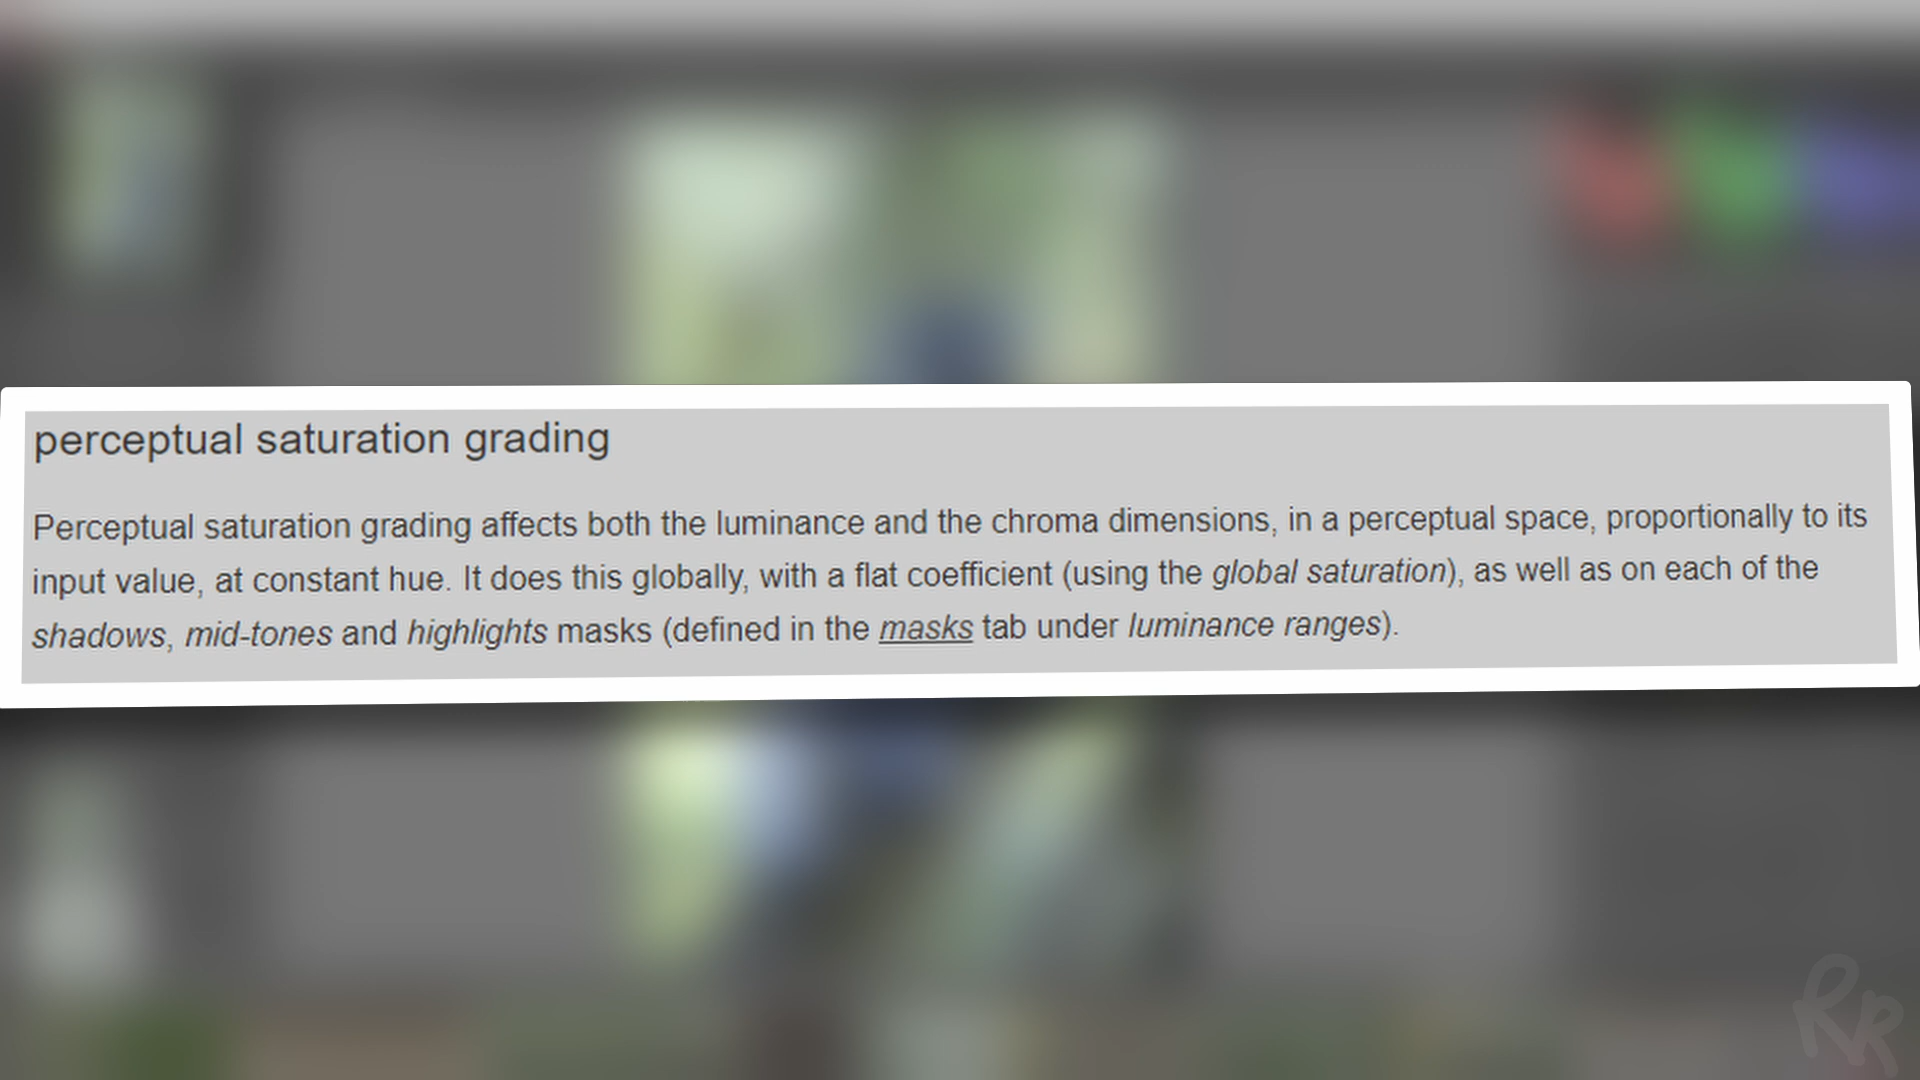 perceptual saturation grading
Perceptual saturation grading affects both the luminance and the chroma dimensions, in a perceptual space, proportionally to its
input value, at constant hue. It does this globally, with a flat coefficient (using the global saturation), as well as on each of the
shadows, mid-tones and highlights masks (defined in the masks tab under luminance ranges).
RR